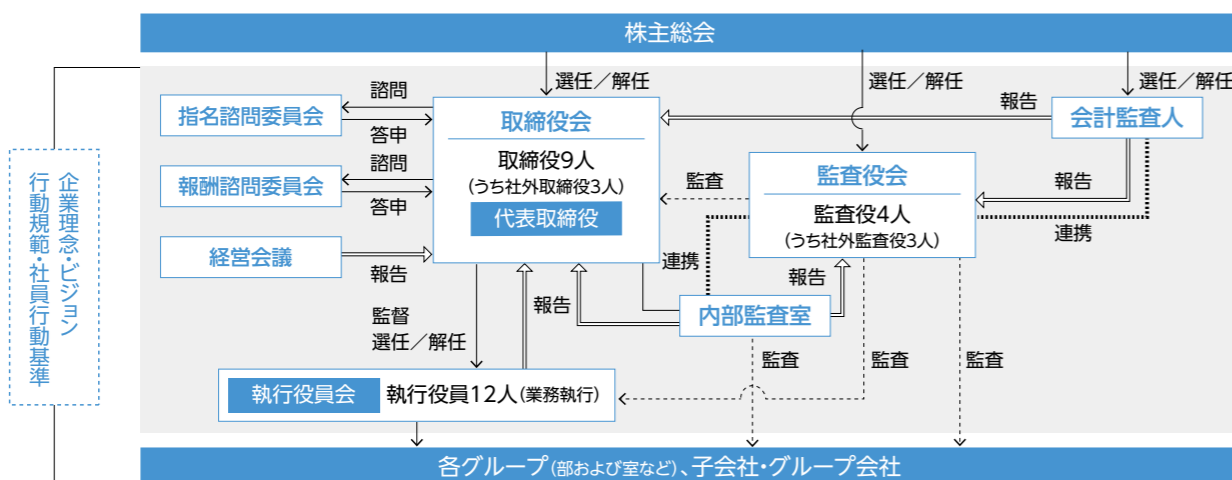 株主総会
選任／解任
選任／解任
選任／解任
企業理念・ビジョン
行動規範・社員行動基準
指名諮問委員会
諮問
答申
報酬諮問委員会
諮問
答申
経営会議
報告
取締役会
取締役9人
(うち社外取締役3人)
代表取締役
報告
会計監査人
監査
監査役会
監査役4人
(うち社外監査役3人)
報告
連携
連携
内部監査室
報告
報告
監督
選任／解任
監査
監査
監査
執行役員会
執行役員12人(業務執行)
各グループ(部および室など)、子会社・グループ会社